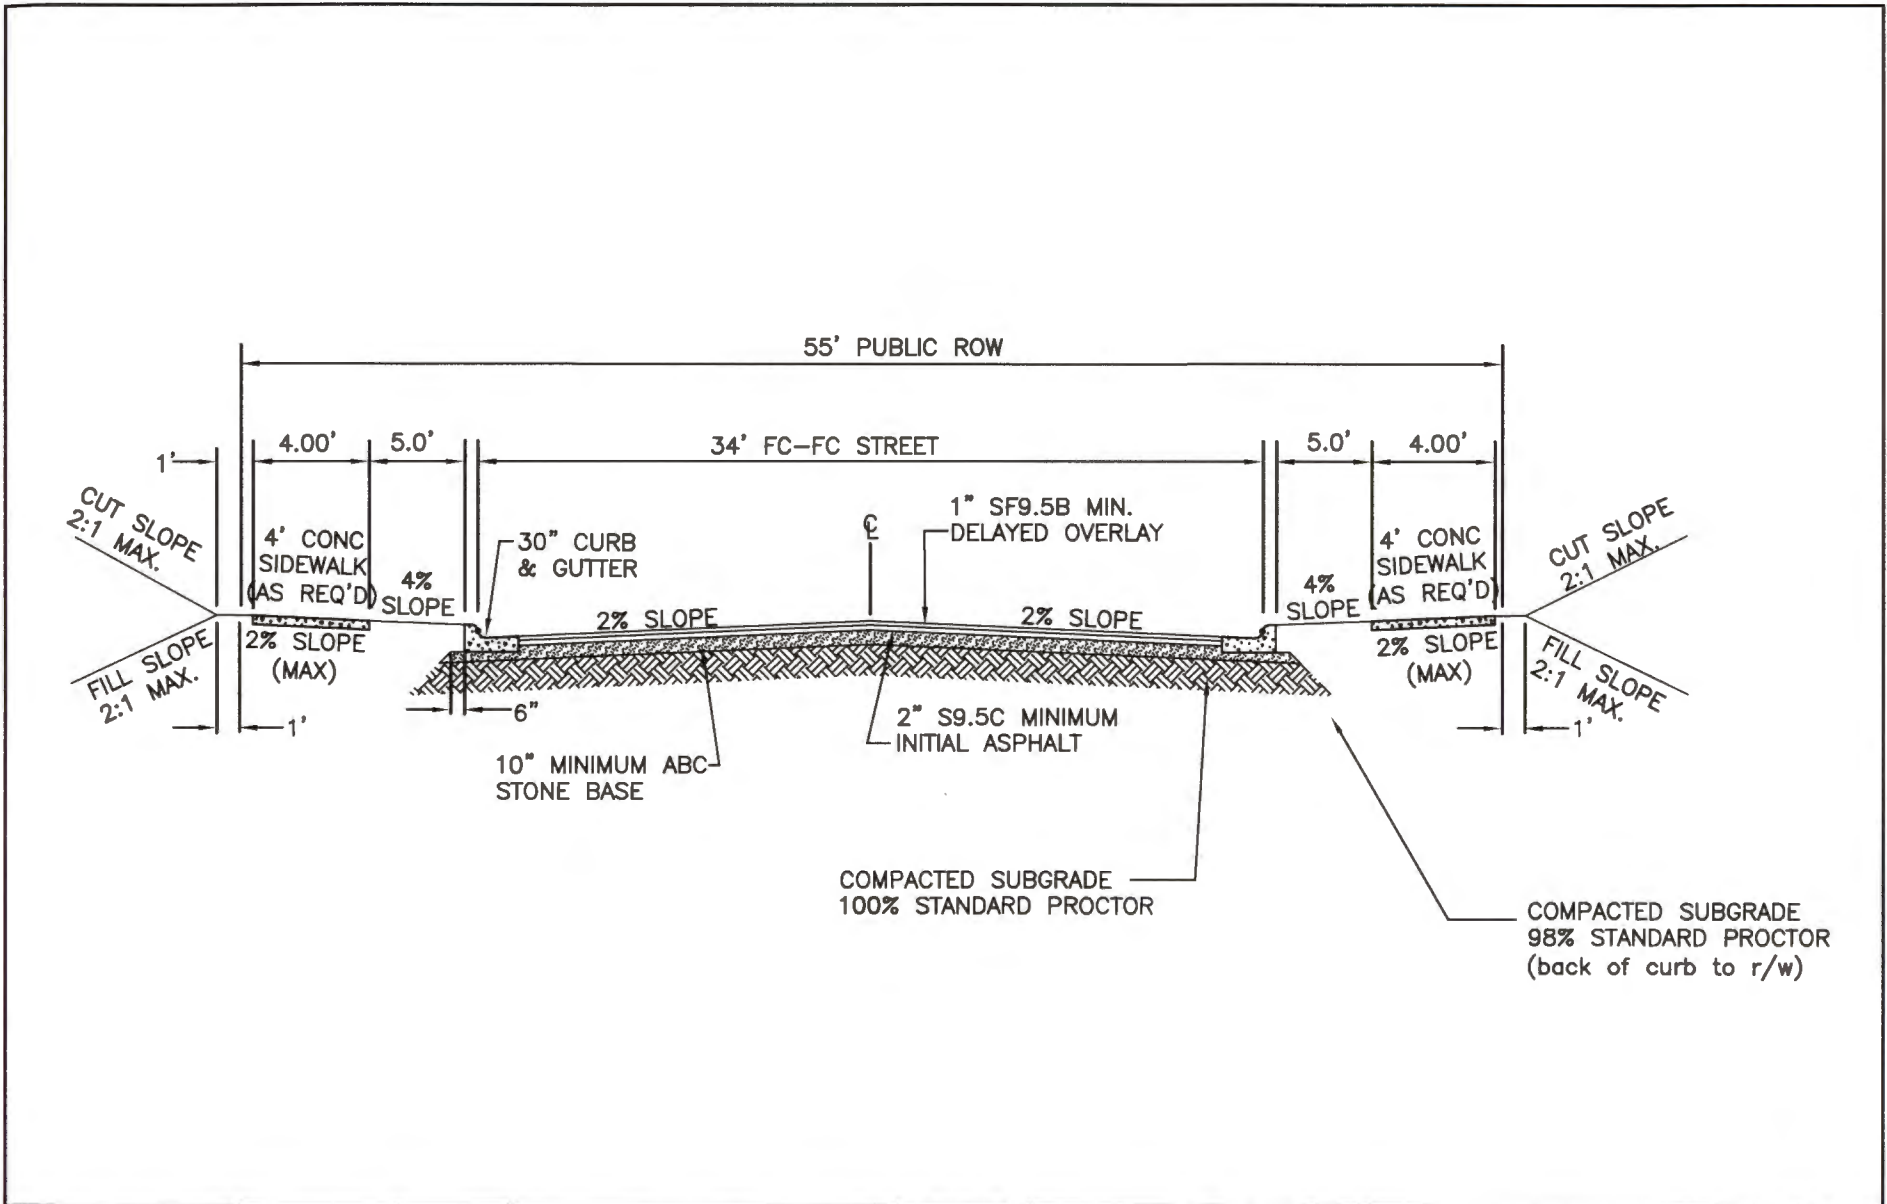 55' PUBLIC ROW
4.00'
5.0'
34' FC-FC STREET
5.0'
4.00'
1'
CUT SLOPE
2:1 MAX.
4' CONC
SIDEWALK
(AS REQ'D)
4%
SLOPE
30" CURB
& GUTTER
2% SLOPE
℄
1" SF9.5B MIN.
DELAYED OVERLAY
2% SLOPE
4%
SLOPE
4' CONC
SIDEWALK
(AS REQ'D)
CUT SLOPE
2:1 MAX.
FILL SLOPE
2:1 MAX.
2% SLOPE
(MAX)
2% SLOPE
(MAX)
FILL SLOPE
2:1 MAX.
1'
6"
1'
2" S9.5C MINIMUM
INITIAL ASPHALT
10" MINIMUM ABC
STONE BASE
COMPACTED SUBGRADE
100% STANDARD PROCTOR
COMPACTED SUBGRADE
98% STANDARD PROCTOR
(back of curb to r/w)